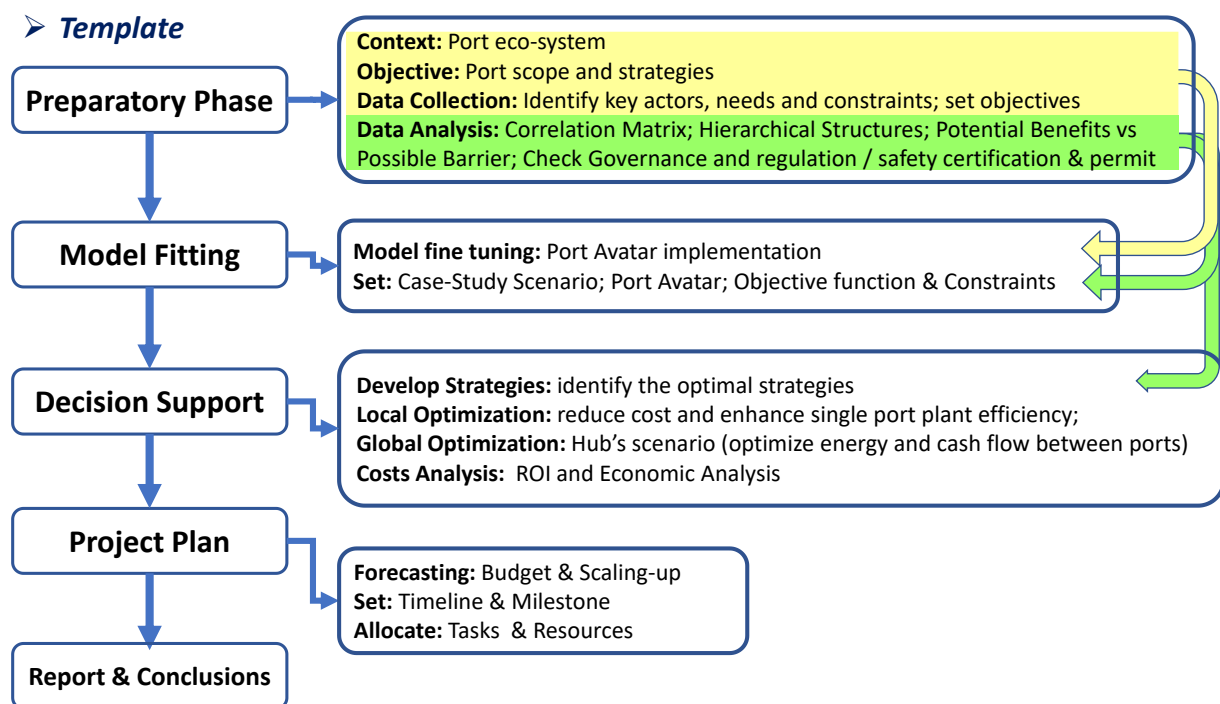 ➢ Template
Preparatory Phase
Context: Port eco-system
Objective: Port scope and strategies
Data Collection: Identify key actors, needs and constraints; set objectives
Data Analysis: Correlation Matrix; Hierarchical Structures; Potential Benefits vs
Possible Barrier; Check Governance and regulation / safety certification & permit
Model Fitting
Model fine tuning: Port Avatar implementation
Set: Case-Study Scenario; Port Avatar; Objective function & Constraints
Decision Support
Develop Strategies: identify the optimal strategies
Local Optimization: reduce cost and enhance single port plant efficiency;
Global Optimization: Hub's scenario (optimize energy and cash flow between ports)
Costs Analysis: ROI and Economic Analysis
Project Plan
Forecasting: Budget & Scaling-up
Set: Timeline & Milestone
Allocate: Tasks & Resources
Report & Conclusions